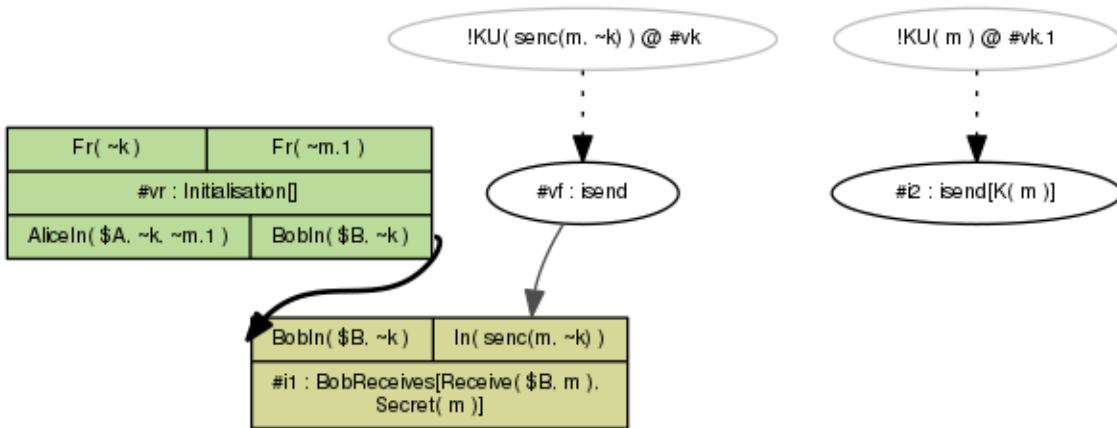 !KU( senc(m. ~k) ) @ #vk
!KU( m ) @ #vk.1
Fr( ~k )
Fr( ~m.1 )
#vr : Initialisation[]
AliceIn( $A. ~k. ~m.1 )
BobIn( $B. ~k )
#vf : isend
#i2 : isend[K( m )]
BobIn( $B. ~k )
In( senc(m. ~k) )
#i1 : BobReceives[Receive( $B. m ).
Secret( m )]